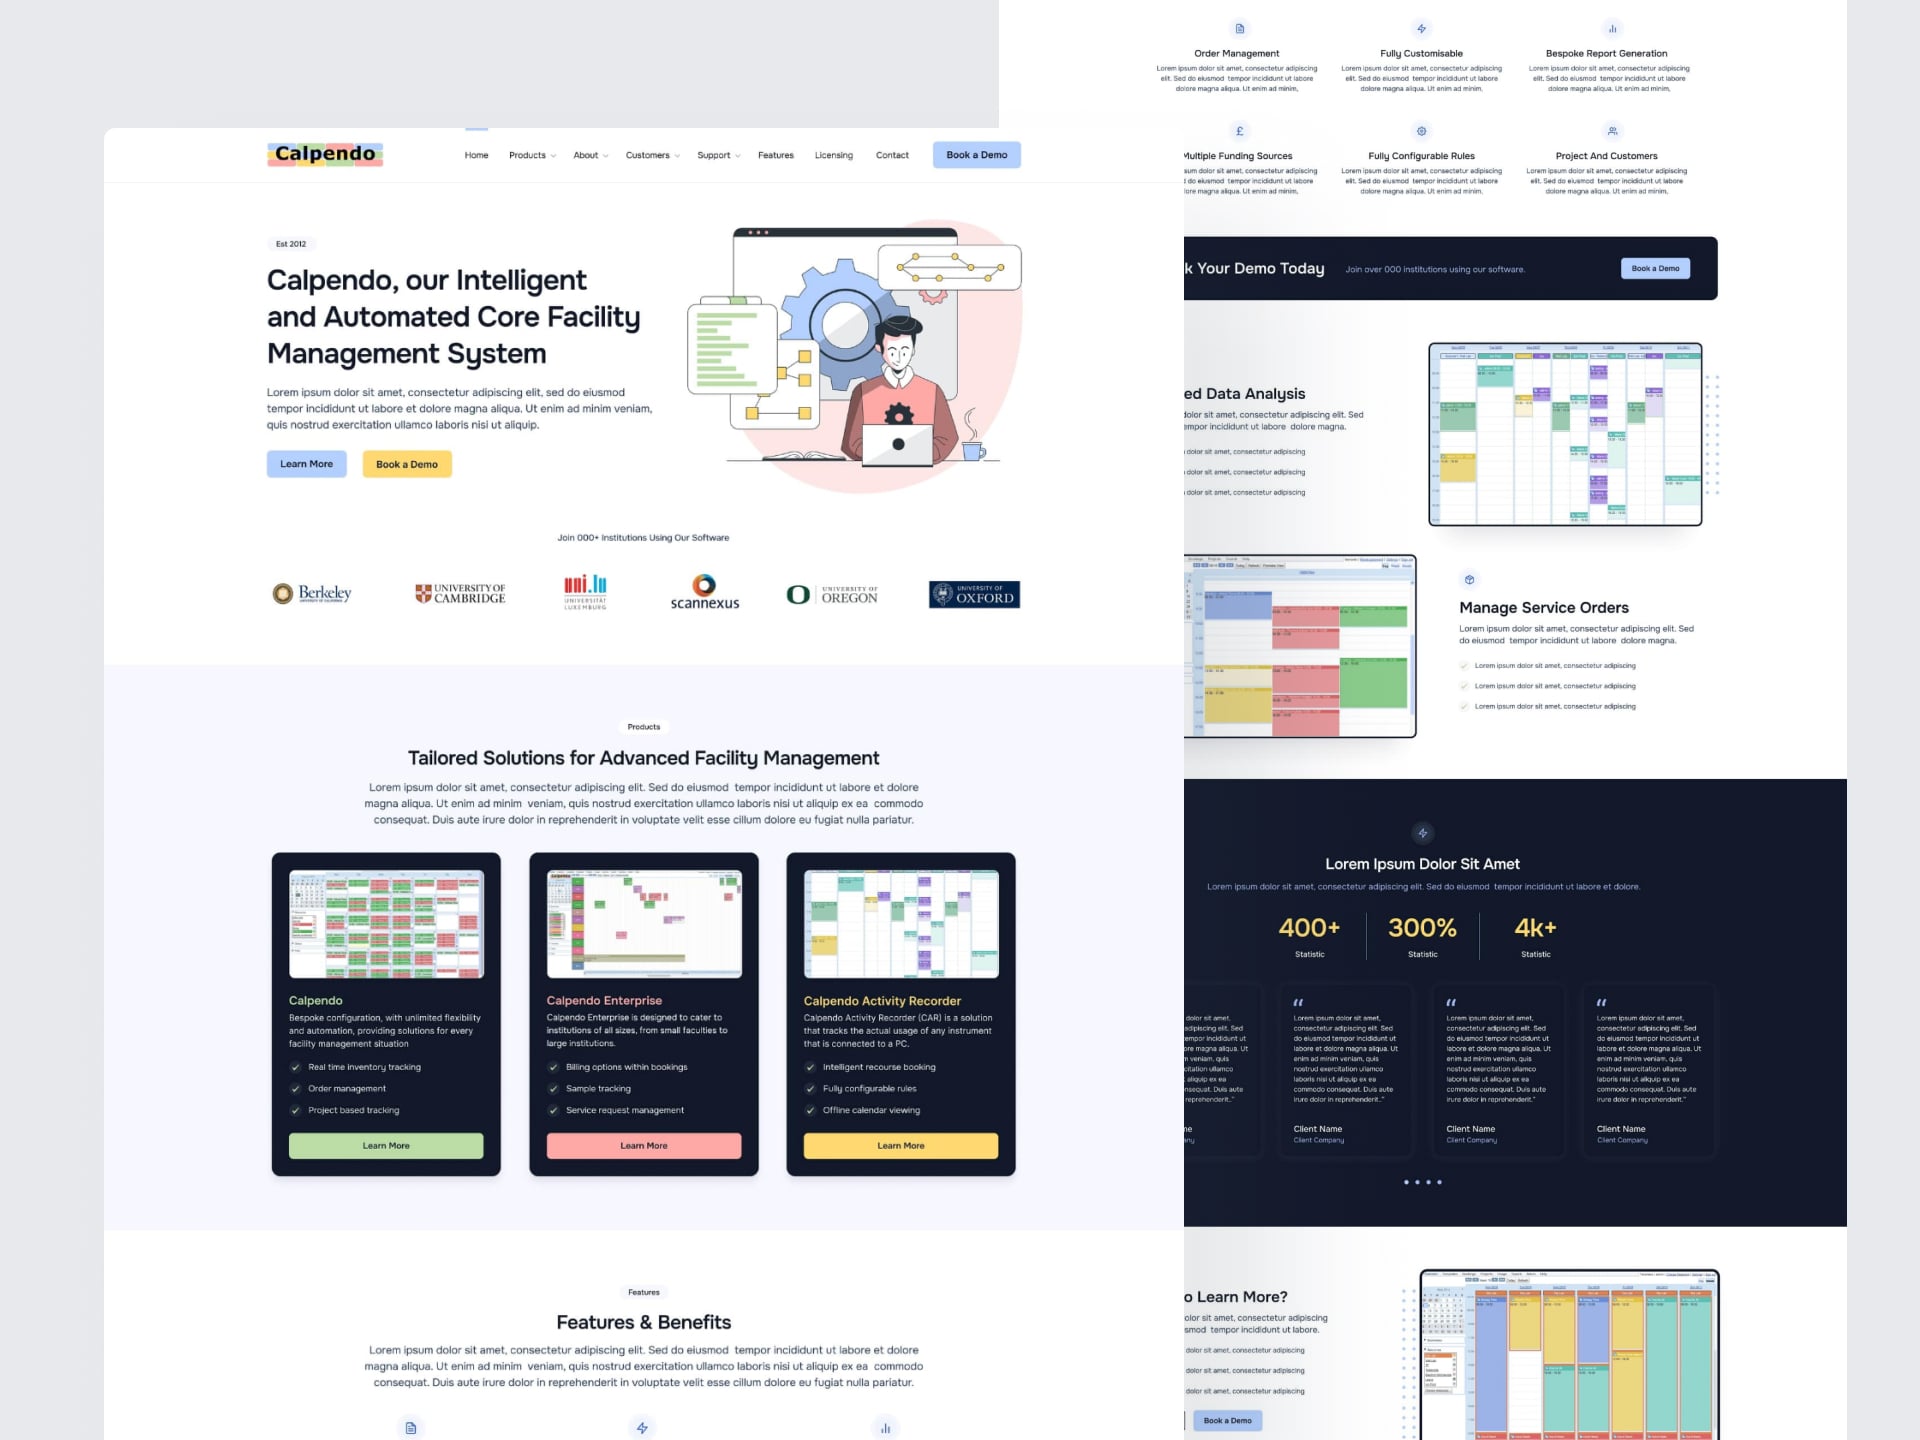 Calpendo
Home
Products
About
Customers
Support
Features
Licensing
Contact
Book a Demo
Est 2012
Calpendo, our Intelligent
and Automated Core Facility
Management System
Lorem ipsum dolor sit amet, consectetur adipiscing elit, sed do eiusmod
tempor incididunt ut labore et dolore magna aliqua. Ut enim ad minim veniam,
quis nostrud exercitation ullamco laboris nisi ut aliquip.
Learn More
Book a Demo
Join 000+ Institutions Using Our Software
Berkeley
UNIVERSITY OF CALIFORNIA
UNIVERSITY OF
CAMBRIDGE
uni.lu
UNIVERSITÄT
LUXEMBURG
scannexus
UNIVERSITY OF
OREGON
UNIVERSITY OF
OXFORD
Products
Tailored Solutions for Advanced Facility Management
Lorem ipsum dolor sit amet, consectetur adipiscing elit. Sed do eiusmod tempor incididunt ut labore et dolore
magna aliqua. Ut enim ad minim veniam, quis nostrud exercitation ullamco laboris nisi ut aliquip ex ea commodo
consequat. Duis aute irure dolor in reprehenderit in voluptate velit esse cillum dolore eu fugiat nulla pariatur.
Calpendo
Bespoke configuration, with unlimited flexibility
and automation, providing solutions for every
facility management situation
Real time inventory tracking
Order management
Project based tracking
Learn More
Calpendo Enterprise
Calpendo Enterprise is designed to cater to
institutions of all sizes, from small faculties to
large institutions.
Billing options within bookings
Sample tracking
Service request management
Learn More
Calpendo Activity Recorder
Calpendo Activity Recorder (CAR) is a solution
that tracks the actual usage of any instrument
that is connected to a PC.
Intelligent recourse booking
Fully configurable rules
Offline calendar viewing
Learn More
Features
Features & Benefits
Lorem ipsum dolor sit amet, consectetur adipiscing elit. Sed do eiusmod tempor incididunt ut labore et dolore
magna aliqua. Ut enim ad minim veniam, quis nostrud exercitation ullamco laboris nisi ut aliquip ex ea commodo
consequat. Duis aute irure dolor in reprehenderit in voluptate velit esse cillum dolore eu fugiat nulla pariatur.
Order Management
Lorem ipsum dolor sit amet, consectetur adipiscing
elit. Sed do eiusmod tempor incididunt ut labore
dolore magna aliqua. Ut enim ad minim,
Fully Customisable
Lorem ipsum dolor sit amet, consectetur adipiscing
elit. Sed do eiusmod tempor incididunt ut labore
dolore magna aliqua. Ut enim ad minim,
Bespoke Report Generation
Lorem ipsum dolor sit amet, consectetur adipiscing
elit. Sed do eiusmod tempor incididunt ut labore
dolore magna aliqua. Ut enim ad minim,
Multiple Funding Sources
sum dolor sit amet, consectetur adipiscing
d do eiusmod tempor incididunt ut labore
lore magna aliqua. Ut enim ad minim,
Fully Configurable Rules
Lorem ipsum dolor sit amet, consectetur adipiscing
elit. Sed do eiusmod tempor incididunt ut labore
dolore magna aliqua. Ut enim ad minim,
Project And Customers
Lorem ipsum dolor sit amet, consectetur adipiscing
elit. Sed do eiusmod tempor incididunt ut labore
dolore magna aliqua. Ut enim ad minim,
k Your Demo Today
Join over 000 institutions using our software.
Book a Demo
ed Data Analysis
dolor sit amet, consectetur adipiscing elit. Sed
empor incididunt ut labore dolore magna.
dolor sit amet, consectetur adipiscing
dolor sit amet, consectetur adipiscing
dolor sit amet, consectetur adipiscing
Manage Service Orders
Lorem ipsum dolor sit amet, consectetur adipiscing elit. Sed
do eiusmod tempor incididunt ut labore dolore magna.
Lorem ipsum dolor sit amet, consectetur adipiscing
Lorem ipsum dolor sit amet, consectetur adipiscing
Lorem ipsum dolor sit amet, consectetur adipiscing
Lorem Ipsum Dolor Sit Amet
Lorem ipsum dolor sit amet, consectetur adipiscing elit. Sed do eiusmod tempor incididunt ut labore et dolore.
400+
Statistic
300%
Statistic
4k+
Statistic
dolor sit amet,
adipiscing elit. Sed
tempor incididunt ut
ore magna aliqua. Ut
m veniam, quis
citation ullamco
aliquip ex ea
nsequat. Duis aute
reprehenderit.."
me
any
“
Lorem ipsum dolor sit amet,
consectetur adipiscing elit. Sed
do eiusmod tempor incididunt ut
labore et dolore magna aliqua. Ut
enim ad minim veniam, quis
nostrud exercitation ullamco
laboris nisi ut aliquip ex ea
commodo consequat. Duis aute
irure dolor in reprehenderit.."
Client Name
Client Company
“
Lorem ipsum dolor sit amet,
consectetur adipiscing elit. Sed
do eiusmod tempor incididunt ut
labore et dolore magna aliqua. Ut
enim ad minim veniam, quis
nostrud exercitation ullamco
laboris nisi ut aliquip ex ea
commodo consequat. Duis aute
irure dolor in reprehenderit.."
Client Name
Client Company
“
Lorem ipsum dolor sit amet,
consectetur adipiscing elit. Sed
do eiusmod tempor incididunt ut
labore et dolore magna aliqua. Ut
enim ad minim veniam, quis
nostrud exercitation ullamco
laboris nisi ut aliquip ex ea
commodo consequat. Duis aute
irure dolor in reprehenderit.."
Client Name
Client Company
o Learn More?
olor sit amet, consectetur adipiscing elit. Sed do
smod tempor incididunt ut labore.
dolor sit amet, consectetur adipiscing
dolor sit amet, consectetur adipiscing
dolor sit amet, consectetur adipiscing
Book a Demo